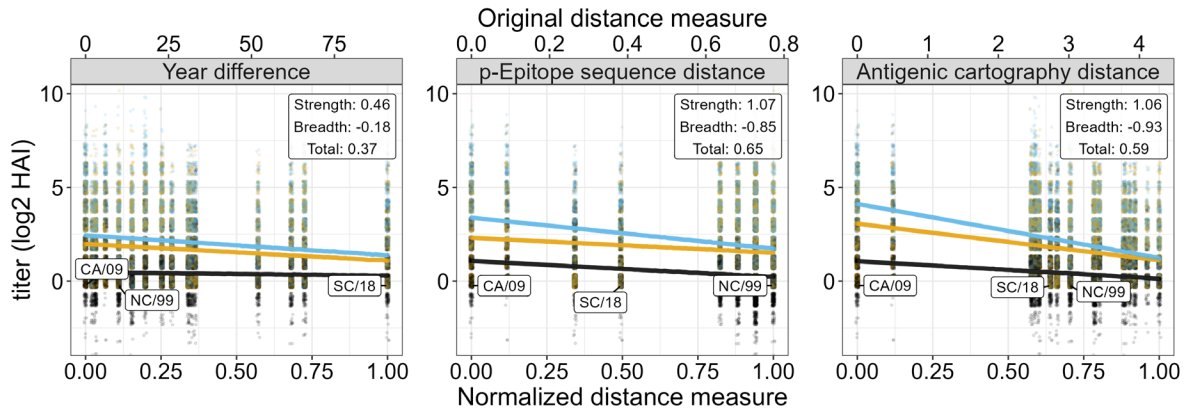 Original distance measure
0 25 50 75
0.0 0.2 0.4 0.6 0.8
0 1 2 3 4
Year difference
p-Epitope sequence distance
Antigenic cartography distance
titer (log2 HAI)
10
5
0
Strength: 0.46
Breadth: -0.18
Total: 0.37
CA/09
NC/99
SC/18
Strength: 1.07
Breadth: -0.85
Total: 0.65
CA/09
SC/18
NC/99
Strength: 1.06
Breadth: -0.93
Total: 0.59
CA/09
SC/18
NC/99
10
5
0
10
5
0
0.00 0.25 0.50 0.75 1.00
0.00 0.25 0.50 0.75 1.00
0.00 0.25 0.50 0.75 1.00
Normalized distance measure